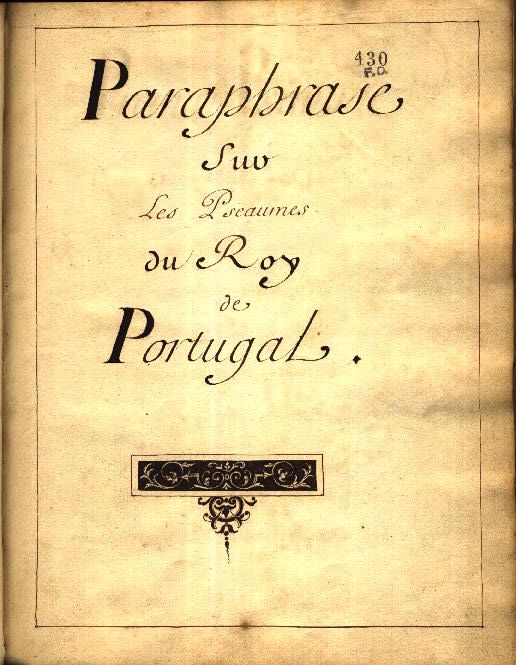 430
F.D.
Paraphrase
Sur
Les Pseaumes
du Roy
de
Portugal.